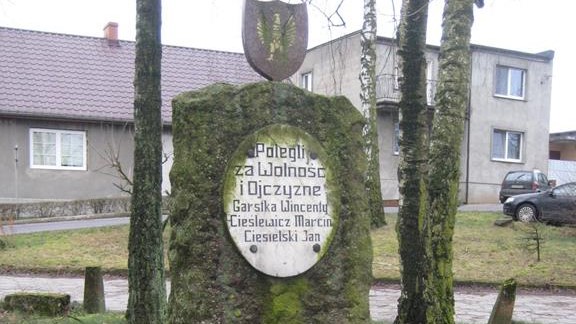 Polegli
za Wolność
i Ojczyznę
Garstka Wincenty
Cieślewicz Marcin
Ciesielski Jan